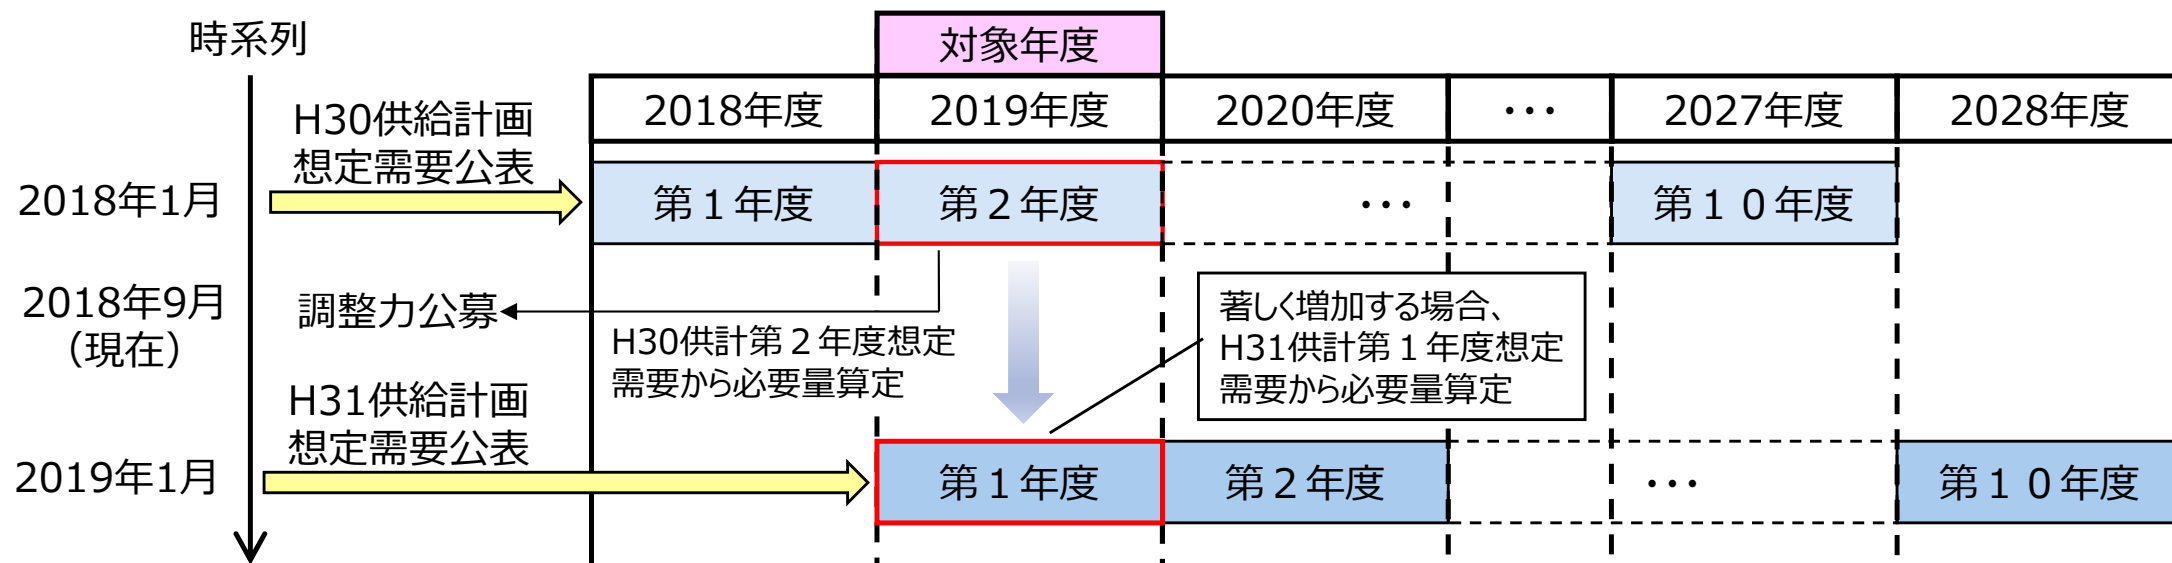 時系列
対象年度
2018年度
2019年度
2020年度
・・・
2027年度
2028年度
H30供給計画
想定需要公表
2018年1月
第１年度
第２年度
・・・
第１０年度
2018年9月
（現在）
調整力公募
H30供計第２年度想定
需要から必要量算定
著しく増加する場合、
H31供計第１年度想定
需要から必要量算定
H31供給計画
想定需要公表
2019年1月
第１年度
第２年度
・・・
第１０年度